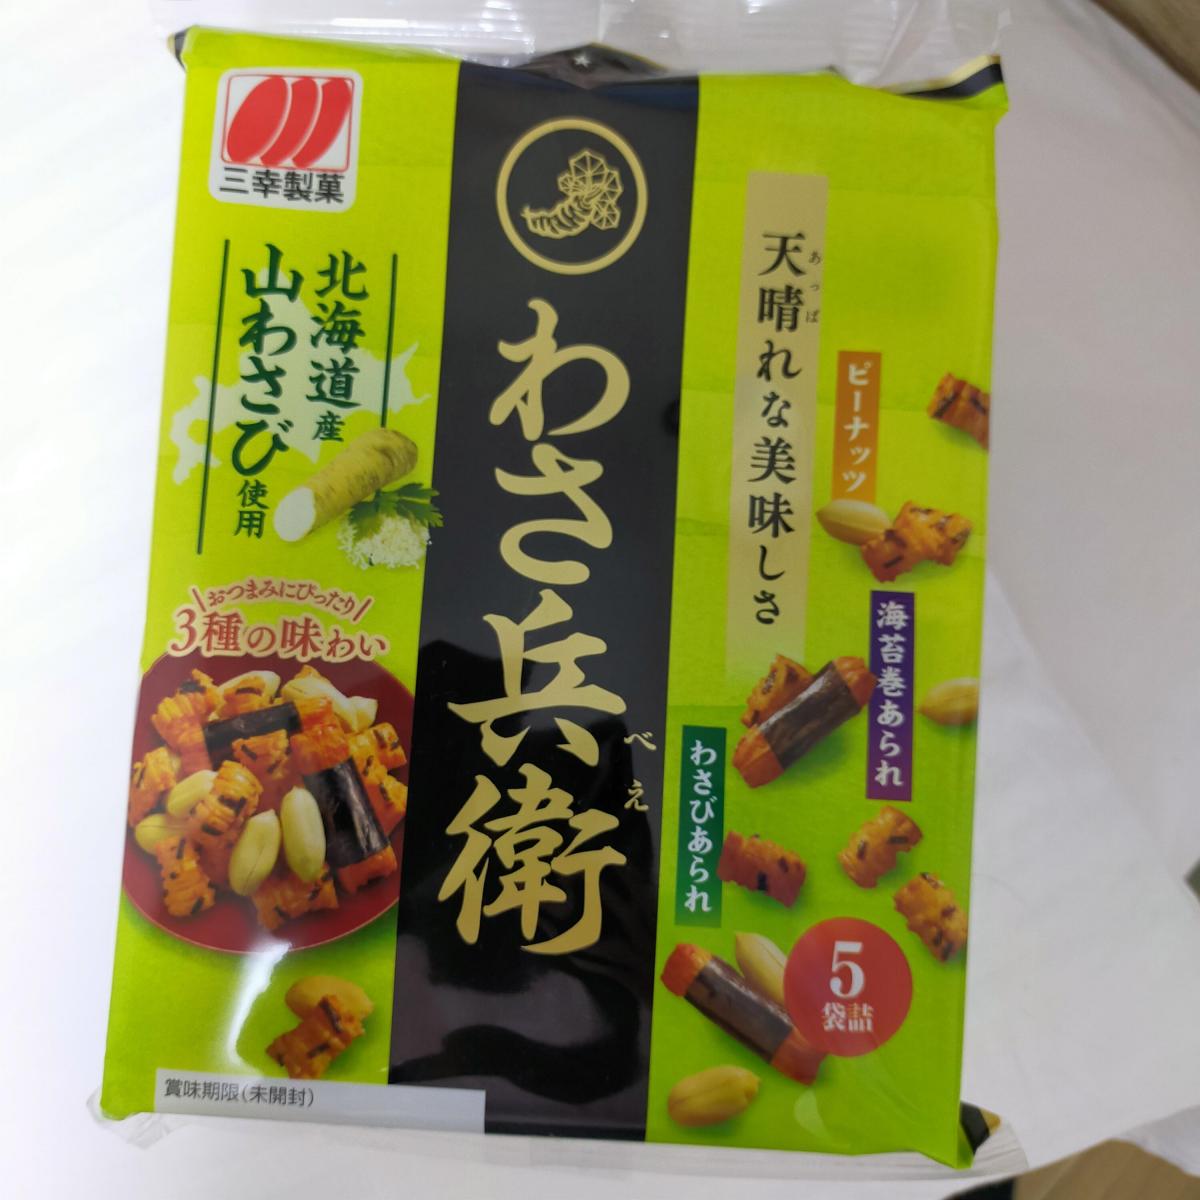 三幸製菓
北海道産
山わさび使用
おつまみにぴったり
3種の味わい
わさ兵衛
べえ
天晴れな美味しさ
あっぱ
ピーナッツ
海苔巻あられ
わさびあられ
5
袋詰
賞味期限(未開封)